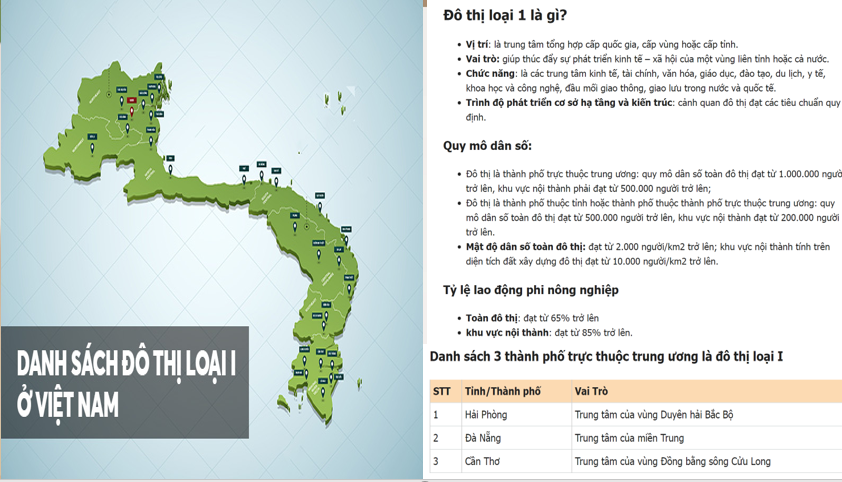 DANH SÁCH ĐÔ THỊ LOẠI I
Ở VIỆT NAM
Đô thị loại 1 là gì?
Vị trí: là trung tâm tổng hợp cấp quốc gia, cấp vùng hoặc cấp tỉnh.
Vai trò: giúp thúc đẩy sự phát triển kinh tế – xã hội của một vùng liên tỉnh hoặc cả nước.
Chức năng: là các trung tâm kinh tế, tài chính, văn hóa, giáo dục, đào tạo, du lịch, y tế,
khoa học và công nghệ, đầu mối giao thông, giao lưu trong nước và quốc tế.
Trình độ phát triển cơ sở hạ tầng và kiến trúc: cảnh quan đô thị đạt các tiêu chuẩn quy
định.
Quy mô dân số:
Đô thị là thành phố trực thuộc trung ương: quy mô dân số toàn đô thị đạt từ 1.000.000 ngườ
trở lên, khu vực nội thành phải đạt từ 500.000 người trở lên;
Đô thị là thành phố thuộc tỉnh hoặc thành phố thuộc thành phố trực thuộc trung ương: quy
mô dân số toàn đô thị đạt từ 500.000 người trở lên, khu vực nội thành đạt từ 200.000 người
trở lên.
Mật độ dân số toàn đô thị: đạt từ 2.000 người/km2 trở lên; khu vực nội thành tính trên
diện tích đất xây dựng đô thị đạt từ 10.000 người/km2 trở lên.
Tỷ lệ lao động phi nông nghiệp
Toàn đô thị: đạt từ 65% trở lên
khu vực nội thành: đạt từ 85% trở lên.
Danh sách 3 thành phố trực thuộc trung ương là đô thị loại I
STT Tỉnh/Thành phố Vai Trò
1 Hải Phòng Trung tâm của vùng Duyên hải Bắc Bộ
2 Đà Nẵng Trung tâm của miền Trung
3 Cần Thơ Trung tâm của vùng Đồng bằng sông Cửu Long